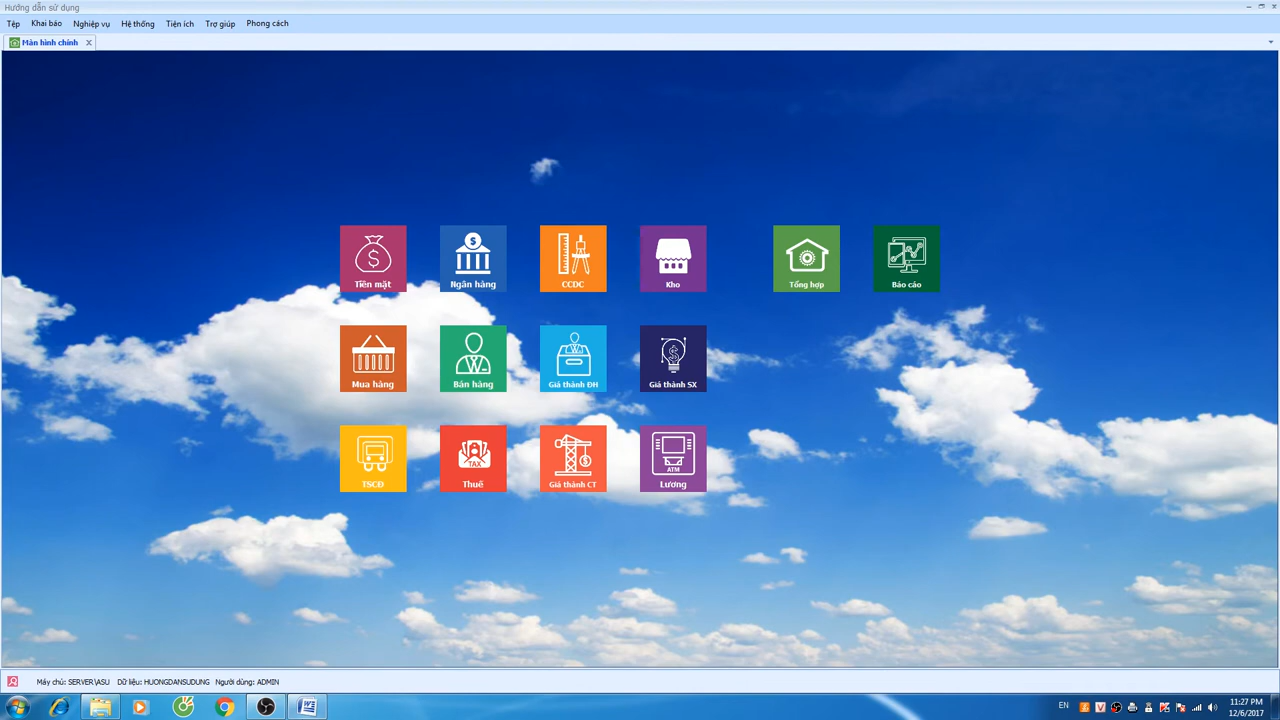 Hướng dẫn sử dụng
Tệp Khai báo Nghiệp vụ Hệ thống Tiện ích Trợ giúp Phong cách
Màn hình chính
Tiền mặt Ngân hàng CCDC Kho Tổng hợp Báo cáo
Mua hàng Bán hàng Giá thành ĐH Giá thành SX
TAX ATM
TSCĐ Thuế Giá thành CT Lương
Máy chủ: SERVER\ASU Dữ liệu: HUONGDANSUDUNG Người dùng: ADMIN
EN 11:27 PM
12/6/2017